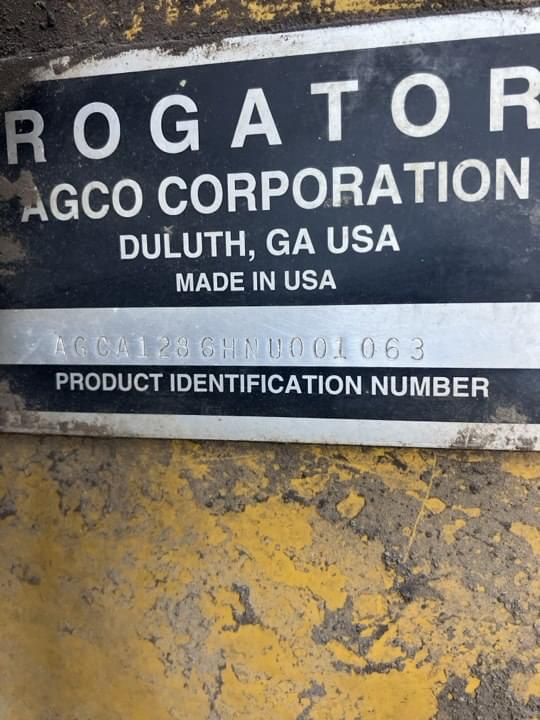 ROGATOR
AGCO CORPORATION
DULUTH, GA USA
MADE IN USA
AGCA1286HNU001063
PRODUCT IDENTIFICATION NUMBER